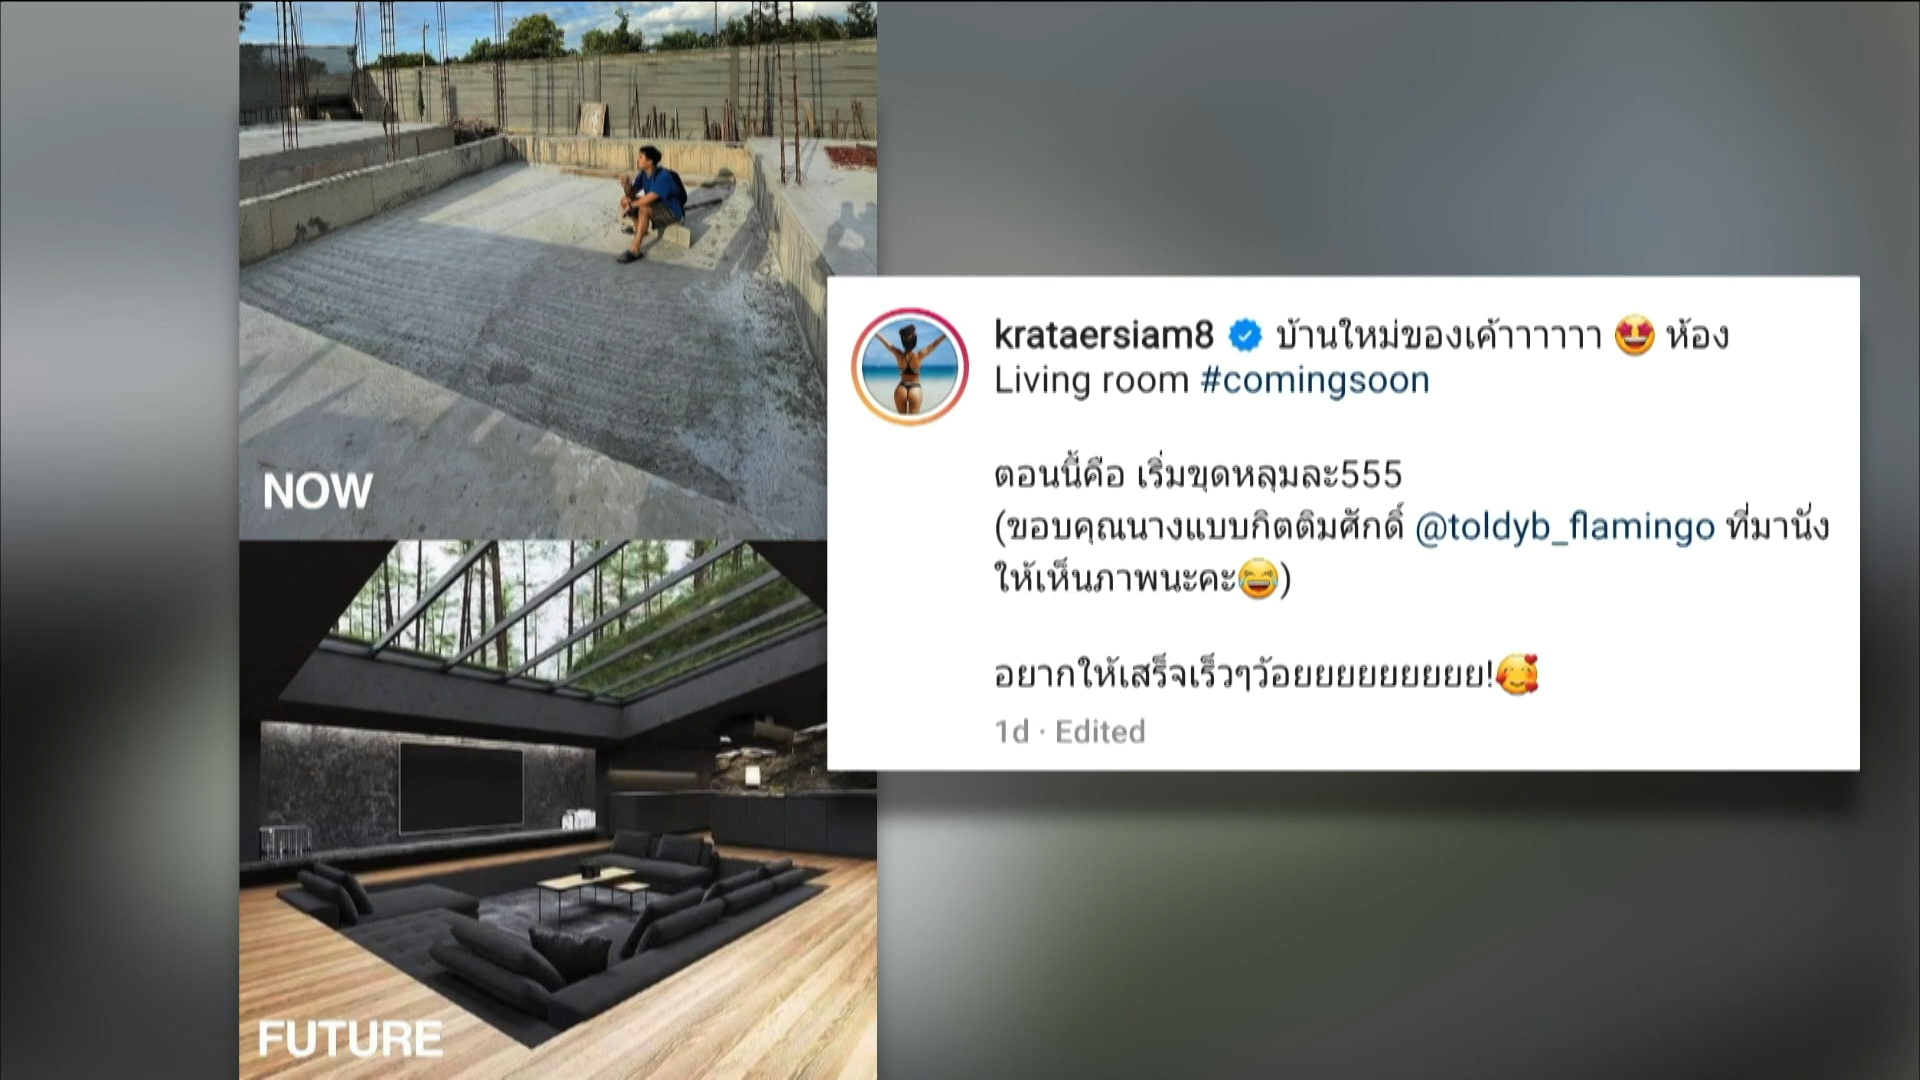 NOW
FUTURE
krataersiam8 บ้านใหม่ของเค้าาาาาา 🤩 ห้อง
Living room #comingsoon
ตอนนี้คือ เริ่มขุดหลุมละ555
(ขอบคุณนางแบบกิตติมศักดิ์ @toldyb_flamingo ที่มานั่ง
ให้เห็นภาพนะคะ😂)
อยากให้เสร็จเร็วๆว้อยยยยยยยยย!🥰
1d · Edited